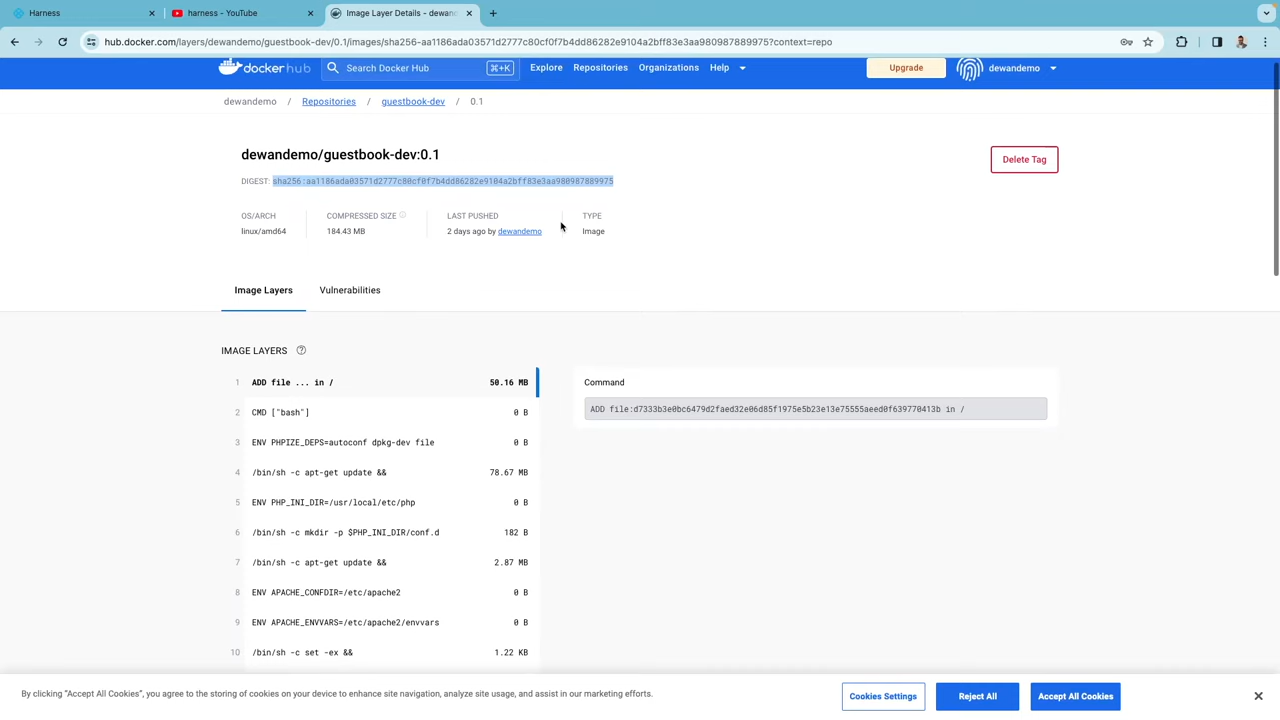 Harness
harness - YouTube
Image Layer Details - dewan
hub.docker.com/layers/dewandemo/guestbook-dev/0.1/images/sha256-aa1186ada03571d2777c80cf0f7b4dd86282e9104a2bff83e3aa980987889975?context=repo
dockerhub
Search Docker Hub
⌘+K
Explore
Repositories
Organizations
Help
Upgrade
dewandemo
dewandemo / Repositories / guestbook-dev / 0.1
dewandemo/guestbook-dev:0.1
Delete Tag
DIGEST: sha256:aa1186ada03571d2777c80cf0f7b4dd86282e9104a2bff83e3aa980987889975
OS/ARCH
linux/amd64
COMPRESSED SIZE
184.43 MB
LAST PUSHED
2 days ago by dewandemo
TYPE
Image
Image Layers
Vulnerabilities
IMAGE LAYERS
1 ADD file ... in / 50.16 MB
2 CMD ["bash"] 0 B
3 ENV PHPIZE_DEPS=autoconf dpkg-dev file 0 B
4 /bin/sh -c apt-get update && 78.67 MB
5 ENV PHP_INI_DIR=/usr/local/etc/php 0 B
6 /bin/sh -c mkdir -p $PHP_INI_DIR/conf.d 182 B
7 /bin/sh -c apt-get update && 2.87 MB
8 ENV APACHE_CONFDIR=/etc/apache2 0 B
9 ENV APACHE_ENVVARS=/etc/apache2/envvars 0 B
10 /bin/sh -c set -ex && 1.22 KB
Command
ADD file:d7333b3e0bc6479d2faed32e06d85f1975e5b23e13e75555aeed0f639770413b in /
By clicking “Accept All Cookies”, you agree to the storing of cookies on your device to enhance site navigation, analyze site usage, and assist in our marketing efforts.
Cookies Settings
Reject All
Accept All Cookies